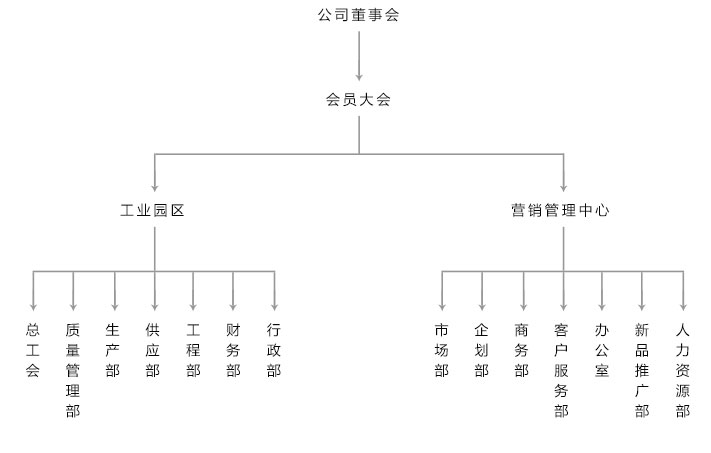 公司董事会
会员大会
工业园区
营销管理中心
总工会
质量管理部
生产部
供应部
工程部
财务部
行政部
市场部
企划部
商务部
客户服务部
办公室
新品推广部
人力资源部